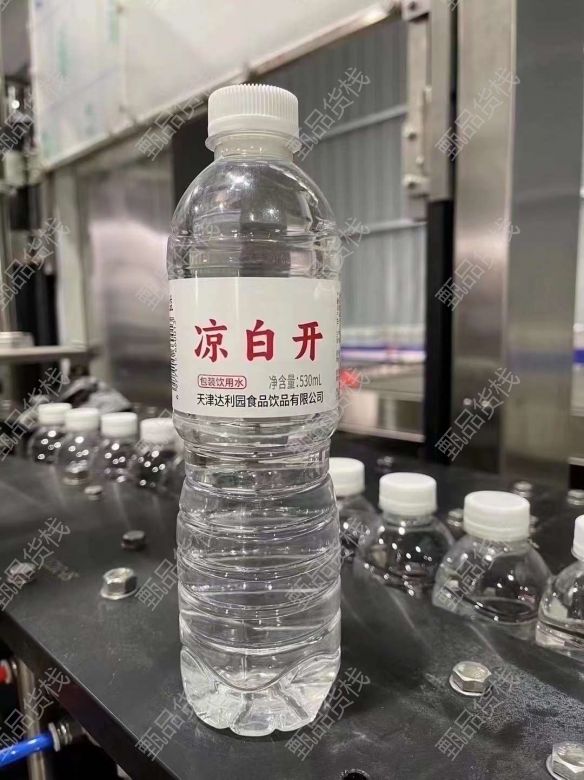 凉白开
包装饮用水
净含量:530mL
天津达利园食品饮品有限公司
甄品货栈